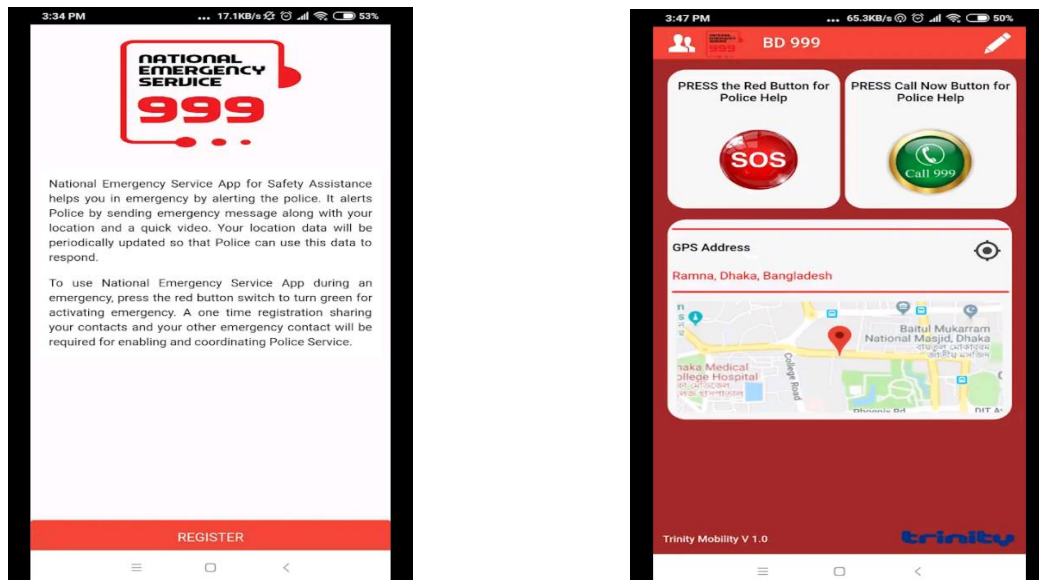 3:34 PM
... 17.1KB/s
53%
NATIONAL
EMERGENCY
SERVICE
999
National Emergency Service App for Safety Assistance
helps you in emergency by alerting the police. It alerts
Police by sending emergency message along with your
location and a quick video. Your location data will be
periodically updated so that Police can use this data to
respond.
To use National Emergency Service App during an
emergency, press the red button switch to turn green for
activating emergency. A one time registration sharing
your contacts and your other emergency contact will be
required for enabling and coordinating Police Service.
REGISTER
3:47 PM
... 65.3KB/s
50%
999
BD 999
PRESS the Red Button for
Police Help
SOS
PRESS Call Now Button for
Police Help
Call 999
GPS Address
Ramna, Dhaka, Bangladesh
Baitul Mukarram
National Masjid, Dhaka
College Road
Medical
Hospital
Phoenix Rd
DIT
Trinity Mobility V 1.0
trinity